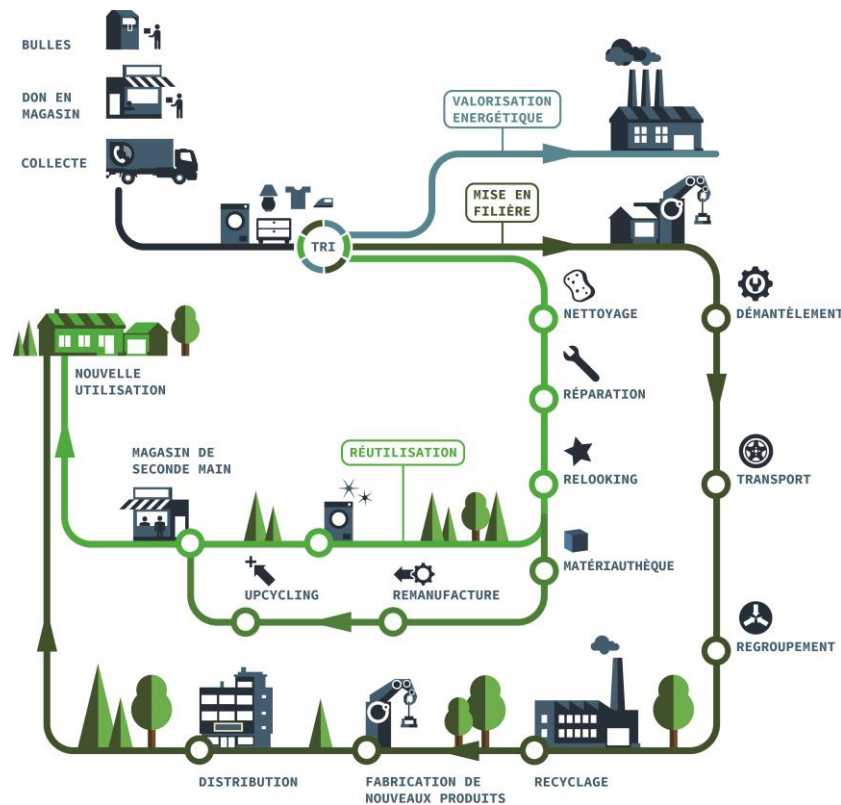 BULLES
DON EN
MAGASIN
COLLECTE
VALORISATION
ENERGÉTIQUE
MISE EN
FILIÈRE
TRI
NETTOYAGE
DÉMANTÈLEMENT
NOUVELLE
UTILISATION
RÉPARATION
MAGASIN DE
SECONDE MAIN
RÉUTILISATION
RELOOKING
TRANSPORT
MATÉRIAUTHÈQUE
UPCYCLING
REMANUFACTURE
REGROUPEMENT
DISTRIBUTION
FABRICATION DE
NOUVEAUX PRODUITS
RECYCLAGE